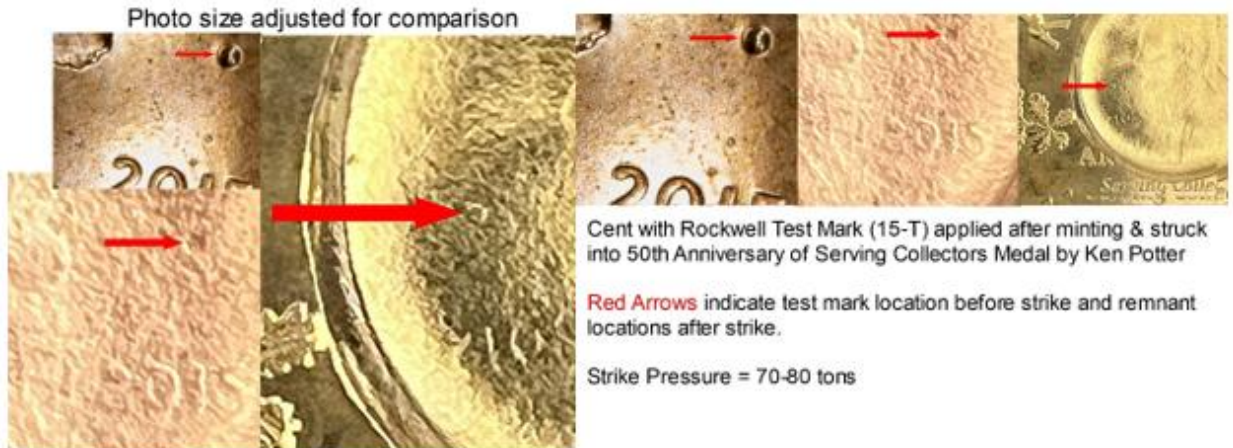 Photo size adjusted for comparison
2015
2015
Cent with Rockwell Test Mark (15-T) applied after minting & struck
into 50th Anniversary of Serving Collectors Medal by Ken Potter
Red Arrows indicate test mark location before strike and remnant
locations after strike.
Strike Pressure = 70-80 tons